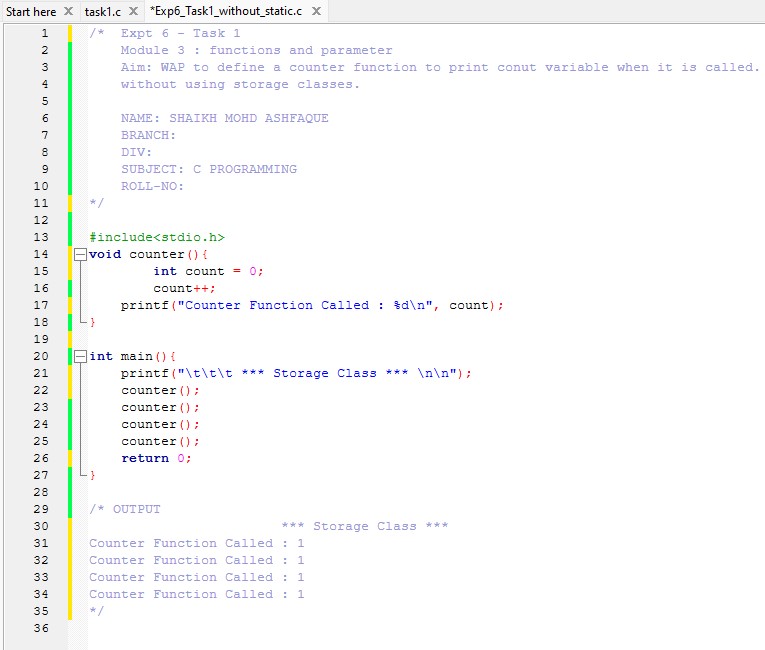 Start here X task1.c X *Exp6_Task1_without_static.c X
1 /* Expt 6 - Task 1
2 Module 3 : functions and parameter
3 Aim: WAP to define a counter function to print conut variable when it is called.
4 without using storage classes.
5
6 NAME: SHAIKH MOHD ASHFAQUE
7 BRANCH:
8 DIV:
9 SUBJECT: C PROGRAMMING
10 ROLL-NO:
11 */
12
13 #include<stdio.h>
14 void counter(){
15 int count = 0;
16 count++;
17 printf("Counter Function Called : %d\n", count);
18 }
19
20 int main(){
21 printf("\t\t\t *** Storage Class *** \n\n");
22 counter();
23 counter();
24 counter();
25 counter();
26 return 0;
27 }
28
29 /* OUTPUT
30 *** Storage Class ***
31 Counter Function Called : 1
32 Counter Function Called : 1
33 Counter Function Called : 1
34 Counter Function Called : 1
35 */
36